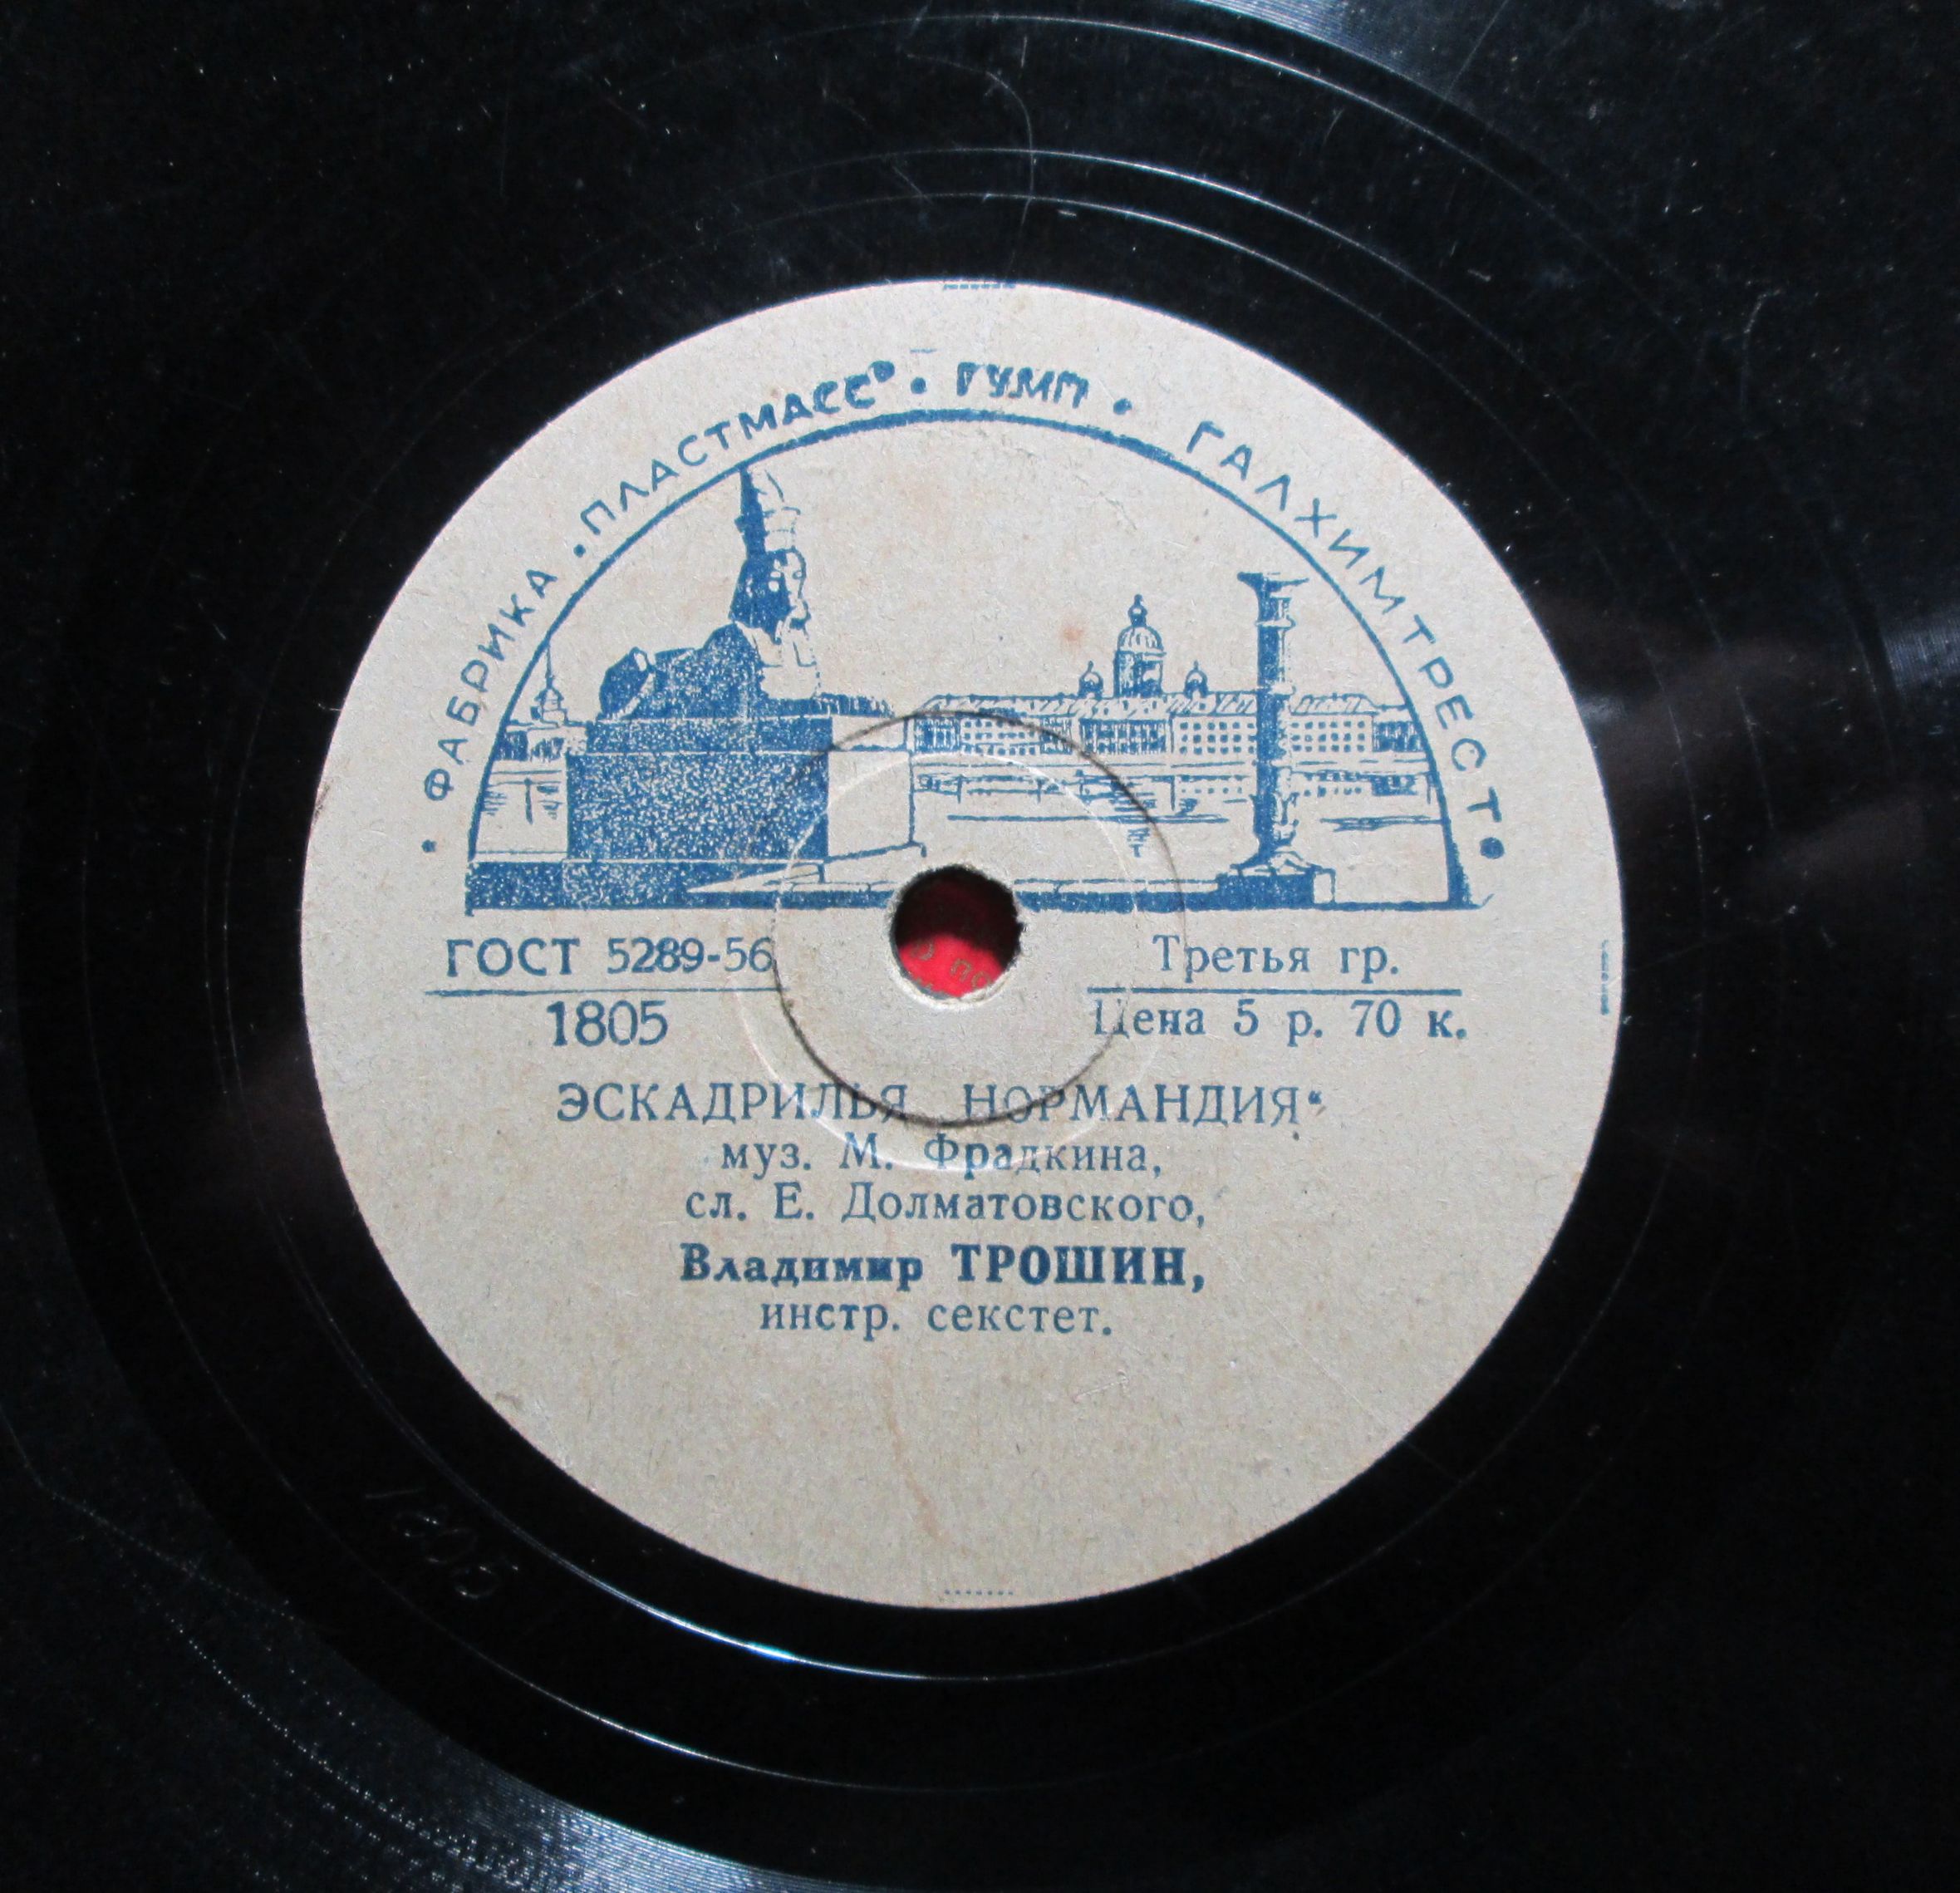 • ФАБРИКА • ПЛАСТМАСС • ГУМП • ГАЛХИМТРЕСТ •
ГОСТ 5289-56
1805
Третья гр.
Цена 5 р. 70 к.
ЭСКАДРИЛЬЯ „НОРМАНДИЯ“
муз. М. Фрадкина,
сл. Е. Долматовского,
Владимир ТРОШИН,
инстр. секстет.
1805